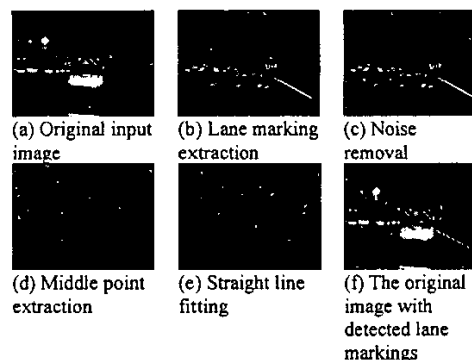 (a) Original input
image
(b) Lane marking
extraction
(c) Noise
removal
(d) Middle point
extraction
(e) Straight line
fitting
(f) The original
image with
detected lane
markings